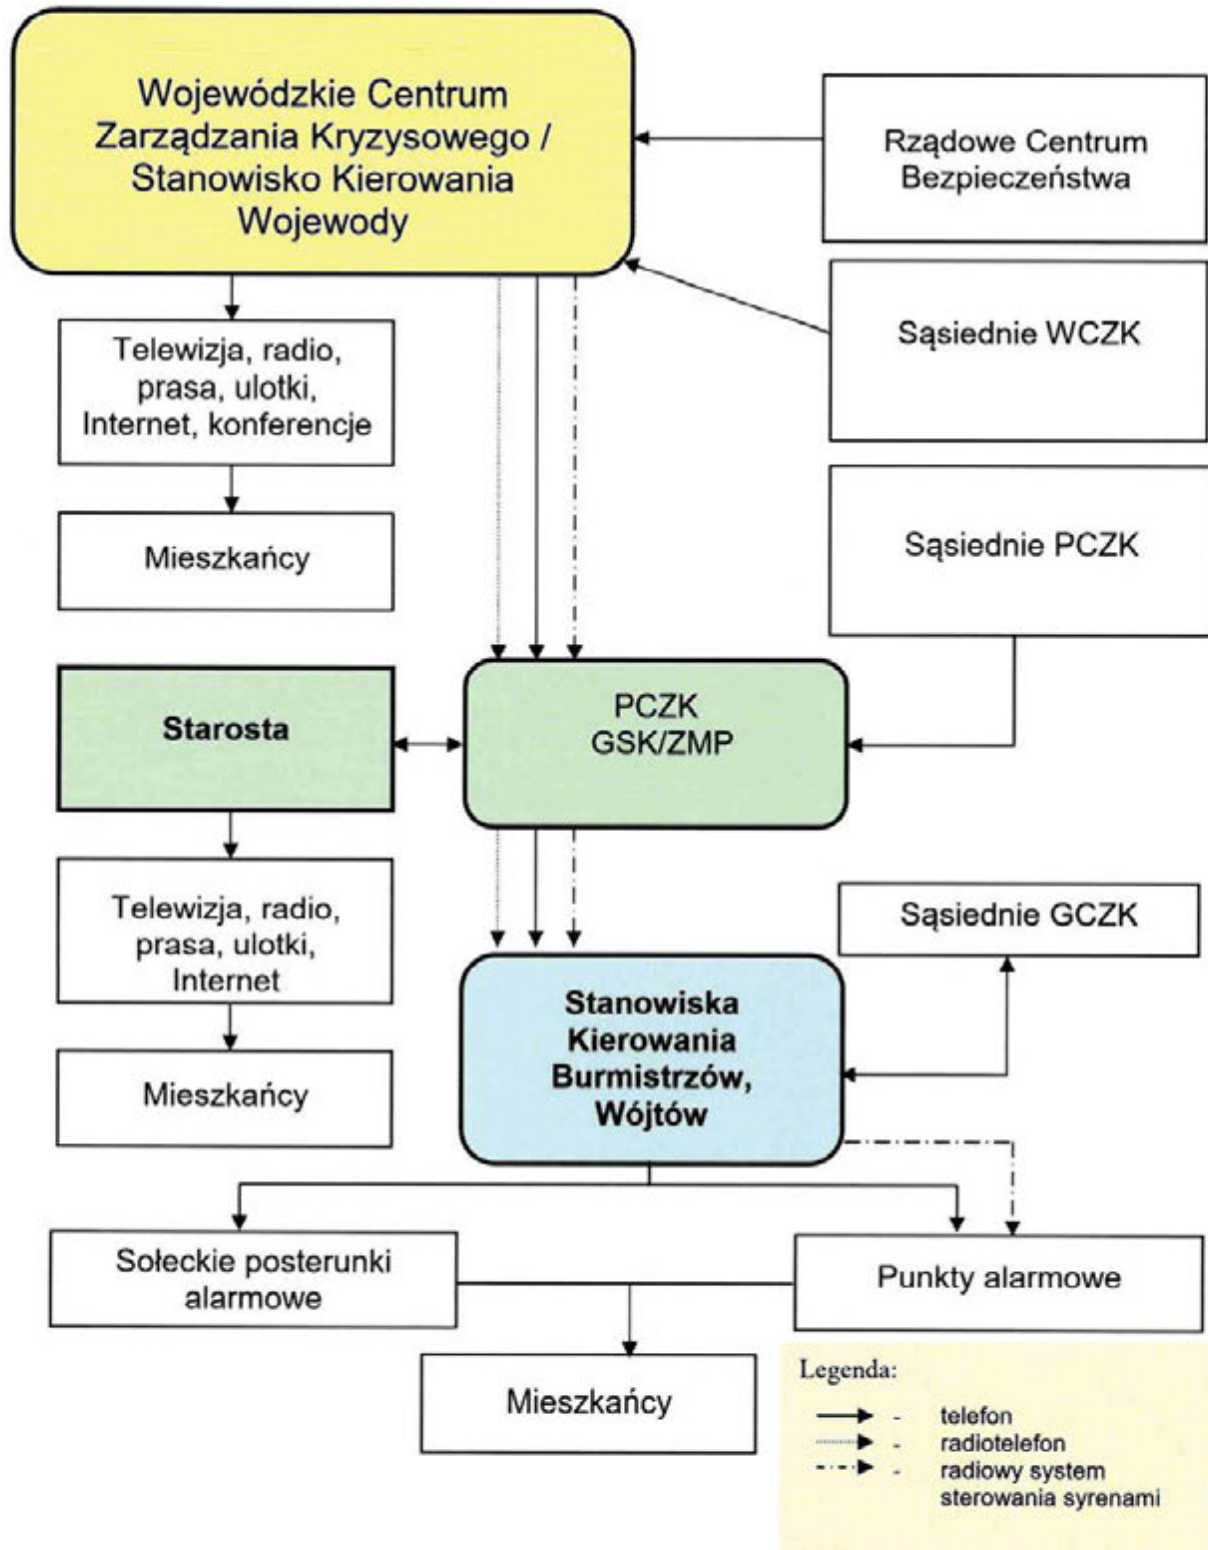 Wojewódzkie Centrum
Zarządzania Kryzysowego /
Stanowisko Kierowania
Wojewody
Rządowe Centrum
Bezpieczeństwa
Sąsiednie WCZK
Telewizja, radio,
prasa, ulotki,
Internet, konferencje
Mieszkańcy
Sąsiednie PCZK
Starosta
PCZK
GSK/ZMP
Telewizja, radio,
prasa, ulotki,
Internet
Mieszkańcy
Sąsiednie GCZK
Stanowiska
Kierowania
Burmistrzów,
Wójtów
Sołeckie posterunki
alarmowe
Punkty alarmowe
Mieszkańcy
Legenda:
- telefon
- radiotelefon
- radiowy system
sterowania syrenami